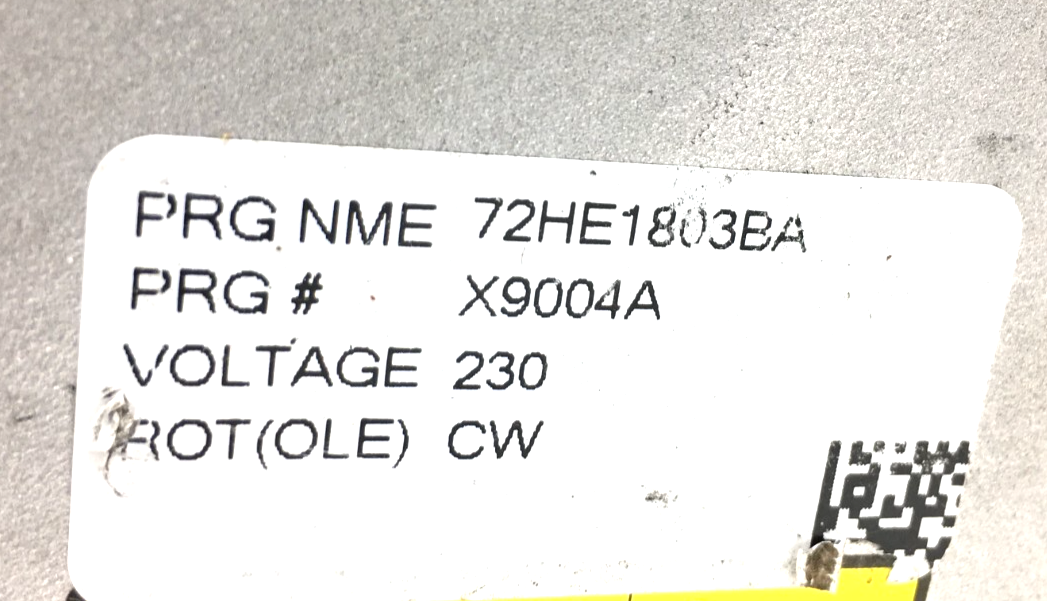 PRG NME 72HE1803BA
PRG # X9004A
VOLTAGE 230
ROT(OLE) CW